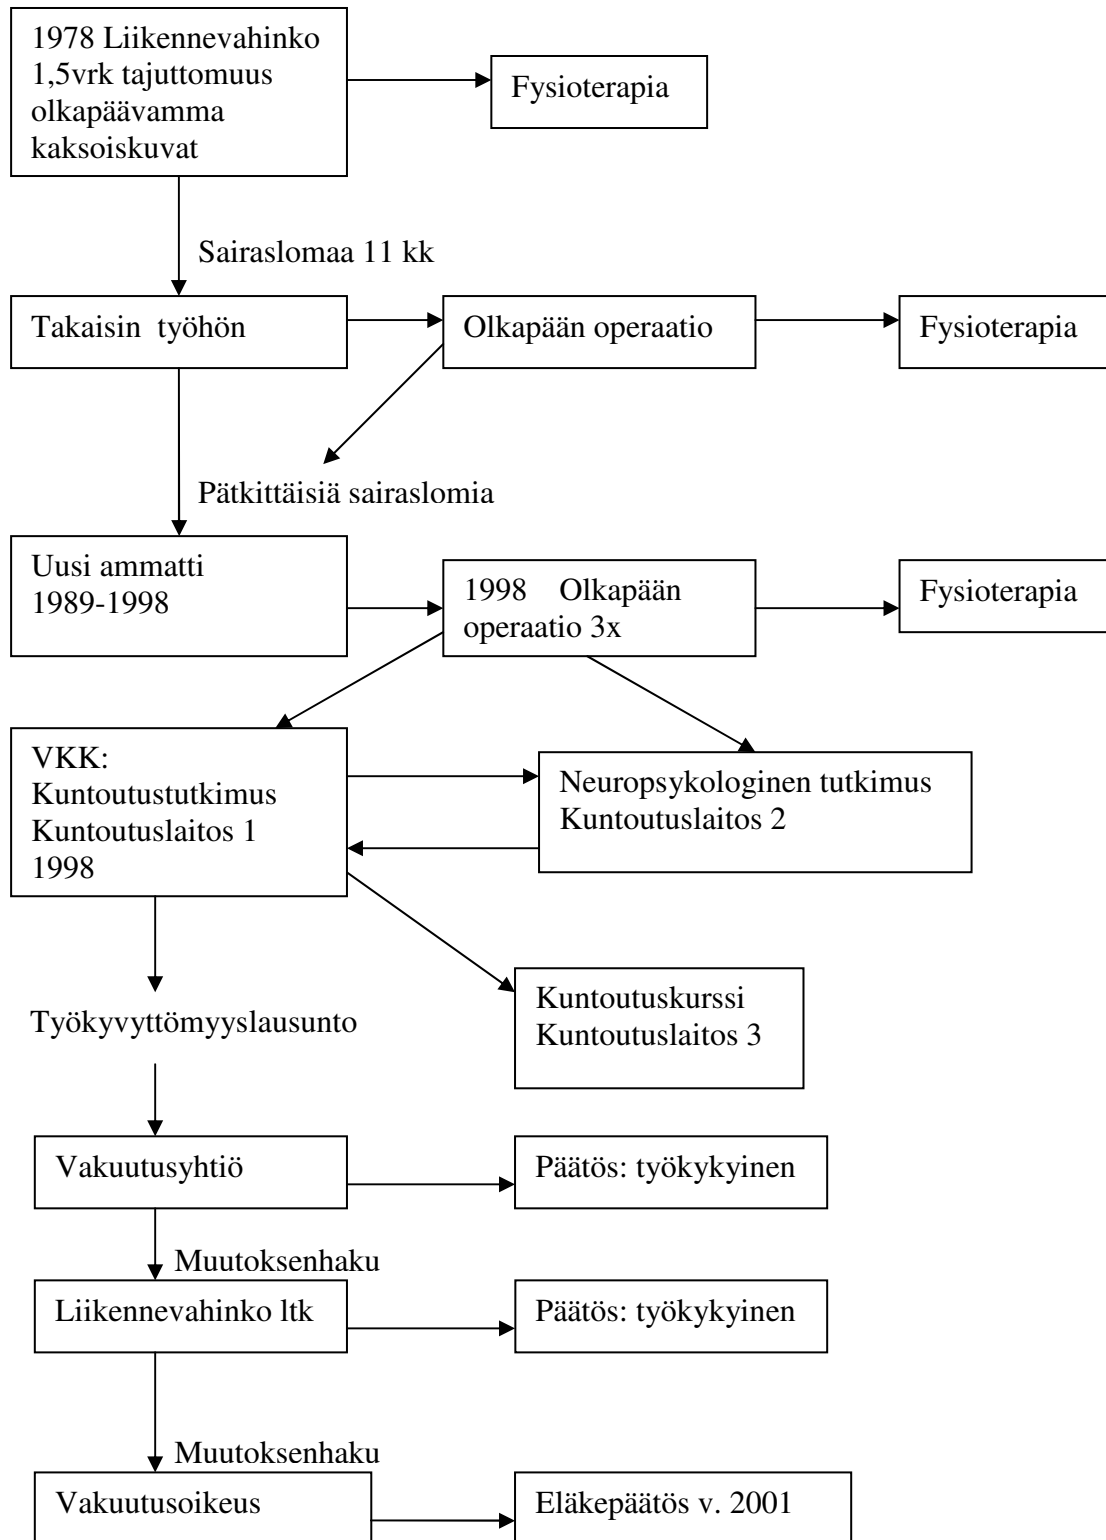 1978 Liikennevahinko
1,5vrk tajuttomuus
olkapäävamma
kaksoiskuvat
Fysioterapia
Sairaslomaa 11 kk
Takaisin työhön
Olkapään operaatio
Fysioterapia
Pätkittäisiä sairaslomia
Uusi ammatti
1989-1998
1998 Olkapään
operaatio 3x
Fysioterapia
VKK:
Kuntoutustutkimus
Kuntoutuslaitos 1
1998
Neuropsykologinen tutkimus
Kuntoutuslaitos 2
Kuntoutuskurssi
Kuntoutuslaitos 3
Työkyvyttömyyslausunto
Vakuutusyhtiö
Päätös: työkykyinen
Muutoksenhaku
Liikennevahinko ltk
Päätös: työkykyinen
Muutoksenhaku
Vakuutusoikeus
Eläkepäätös v. 2001